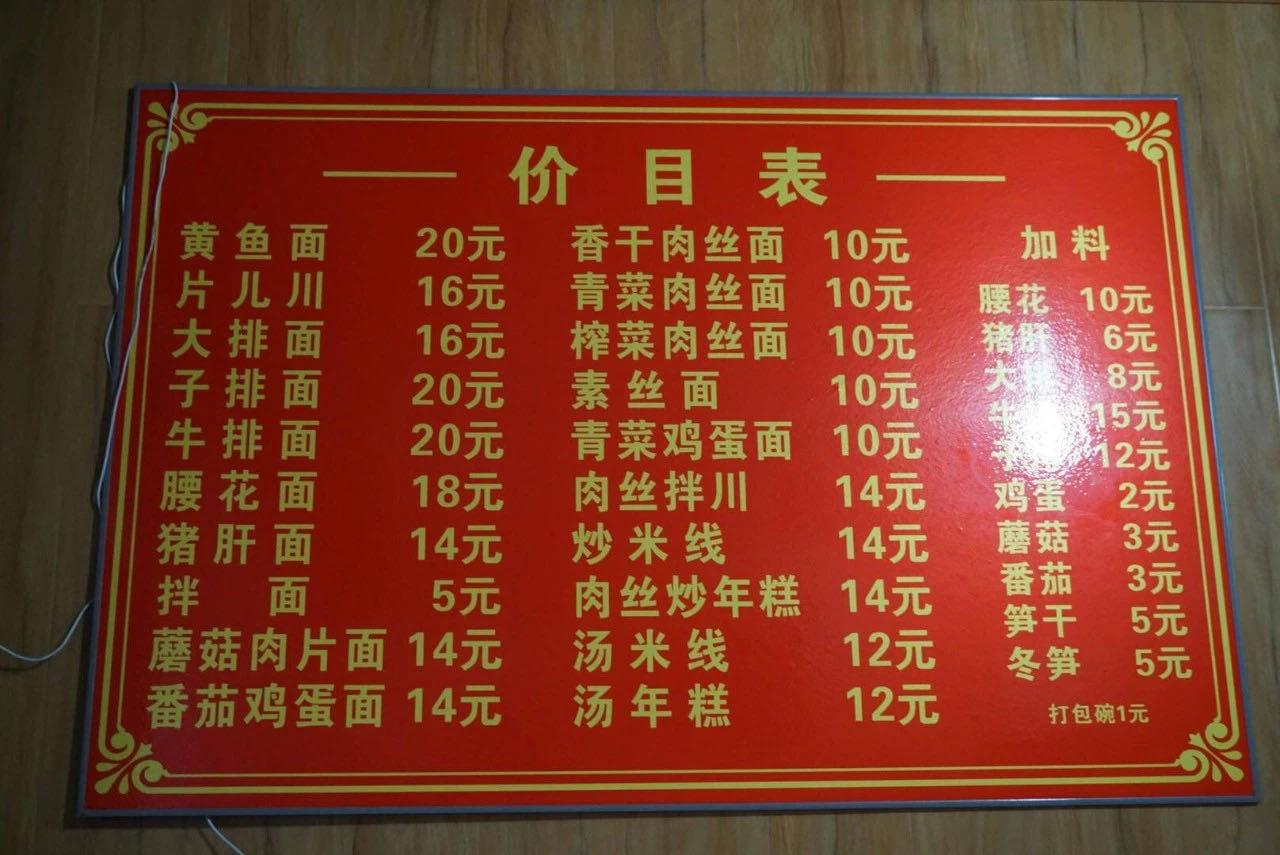 价目表
黄鱼面 20元
片儿川 16元
大排面 16元
子排面 20元
牛排面 20元
腰花面 18元
猪肝面 14元
拌面 5元
蘑菇肉片面 14元
番茄鸡蛋面 14元
香干肉丝面 10元
青菜肉丝面 10元
榨菜肉丝面 10元
素丝面 10元
青菜鸡蛋面 10元
肉丝拌川 14元
炒米线 14元
肉丝炒年糕 14元
汤米线 12元
汤年糕 12元
加料
腰花 10元
猪肝 6元
大排 8元
牛排 15元
子排 12元
鸡蛋 2元
蘑菇 3元
番茄 3元
笋干 5元
冬笋 5元
打包碗1元